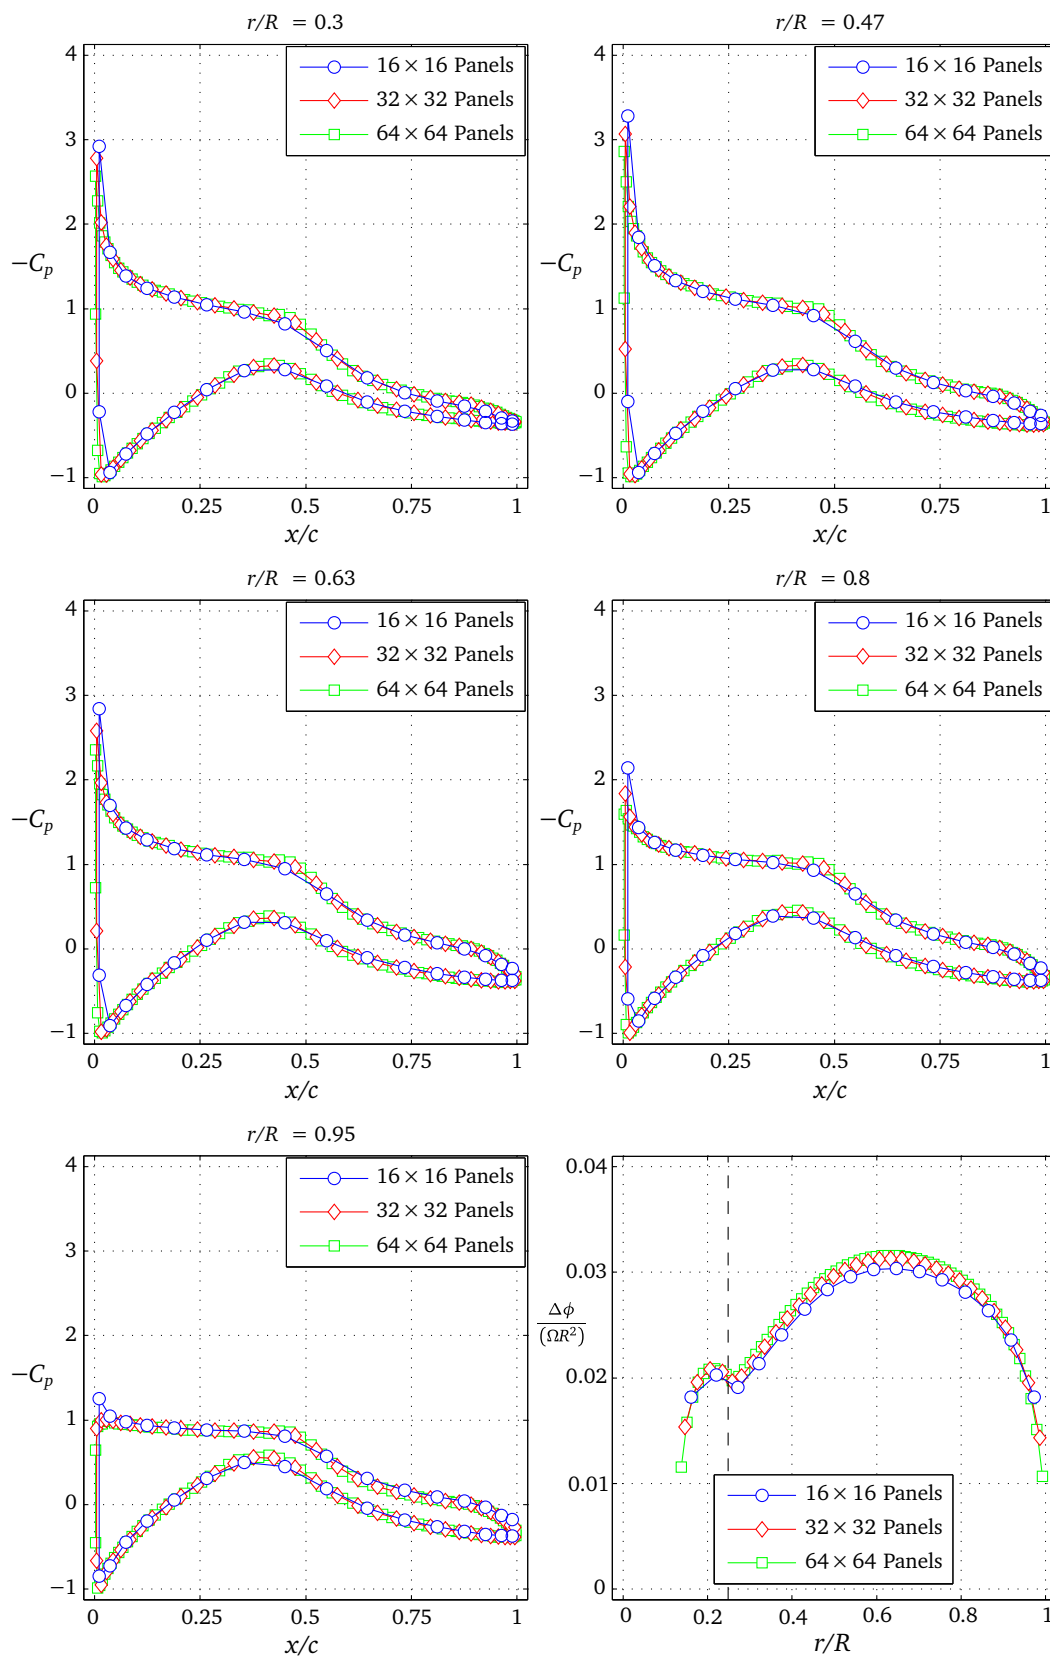 r/R = 0.3
4
3
2
1
0
−1
−Cₚ
16 × 16 Panels
32 × 32 Panels
64 × 64 Panels
0 0.25 0.5 0.75 1
x/c
r/R = 0.47
4
3
2
1
0
−1
−Cₚ
16 × 16 Panels
32 × 32 Panels
64 × 64 Panels
0 0.25 0.5 0.75 1
x/c
r/R = 0.63
4
3
2
1
0
−1
−Cₚ
16 × 16 Panels
32 × 32 Panels
64 × 64 Panels
0 0.25 0.5 0.75 1
x/c
r/R = 0.8
4
3
2
1
0
−1
−Cₚ
16 × 16 Panels
32 × 32 Panels
64 × 64 Panels
0 0.25 0.5 0.75 1
x/c
r/R = 0.95
4
3
2
1
0
−1
−Cₚ
16 × 16 Panels
32 × 32 Panels
64 × 64 Panels
0 0.25 0.5 0.75 1
x/c
0.04
0.03
0.02
0.01
0
Δϕ
(ΩR²)
16 × 16 Panels
32 × 32 Panels
64 × 64 Panels
0 0.2 0.4 0.6 0.8 1
r/R